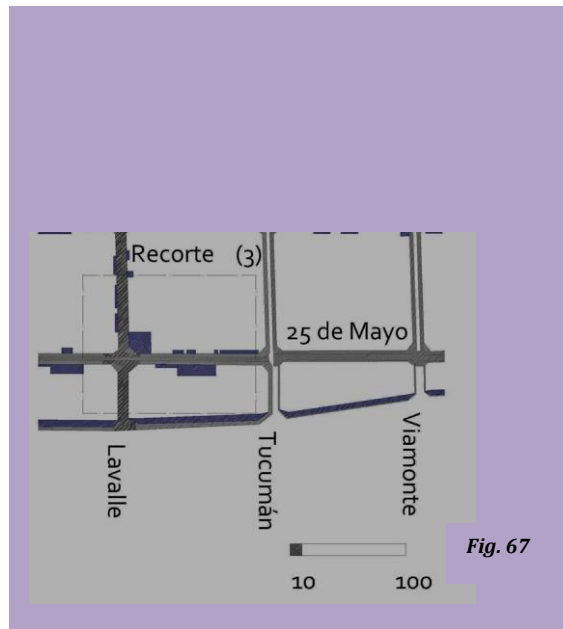 Recorte (3)
25 de Mayo
Lavalle
Tucumán
Viamonte
Fig. 67
10 100